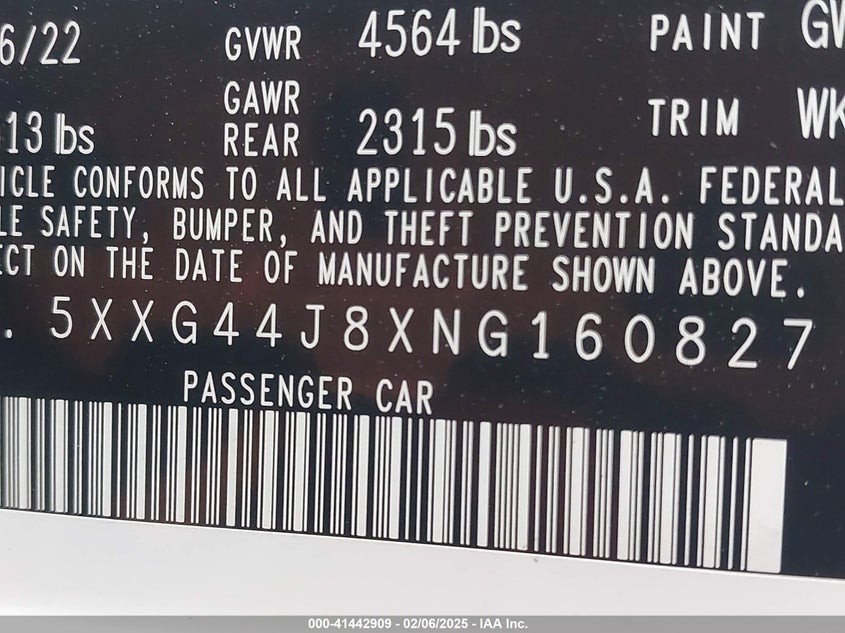 6/22 GVWR 4564 lbs PAINT GW
13 lbs GAWR REAR 2315 lbs TRIM WK
ICLE CONFORMS TO ALL APPLICABLE U.S.A. FEDERAL
LE SAFETY, BUMPER, AND THEFT PREVENTION STANDA
ECT ON THE DATE OF MANUFACTURE SHOWN ABOVE.
. 5XXG44J8XNG160827
PASSENGER CAR
000-41442909 - 02/06/2025 - IAA Inc.